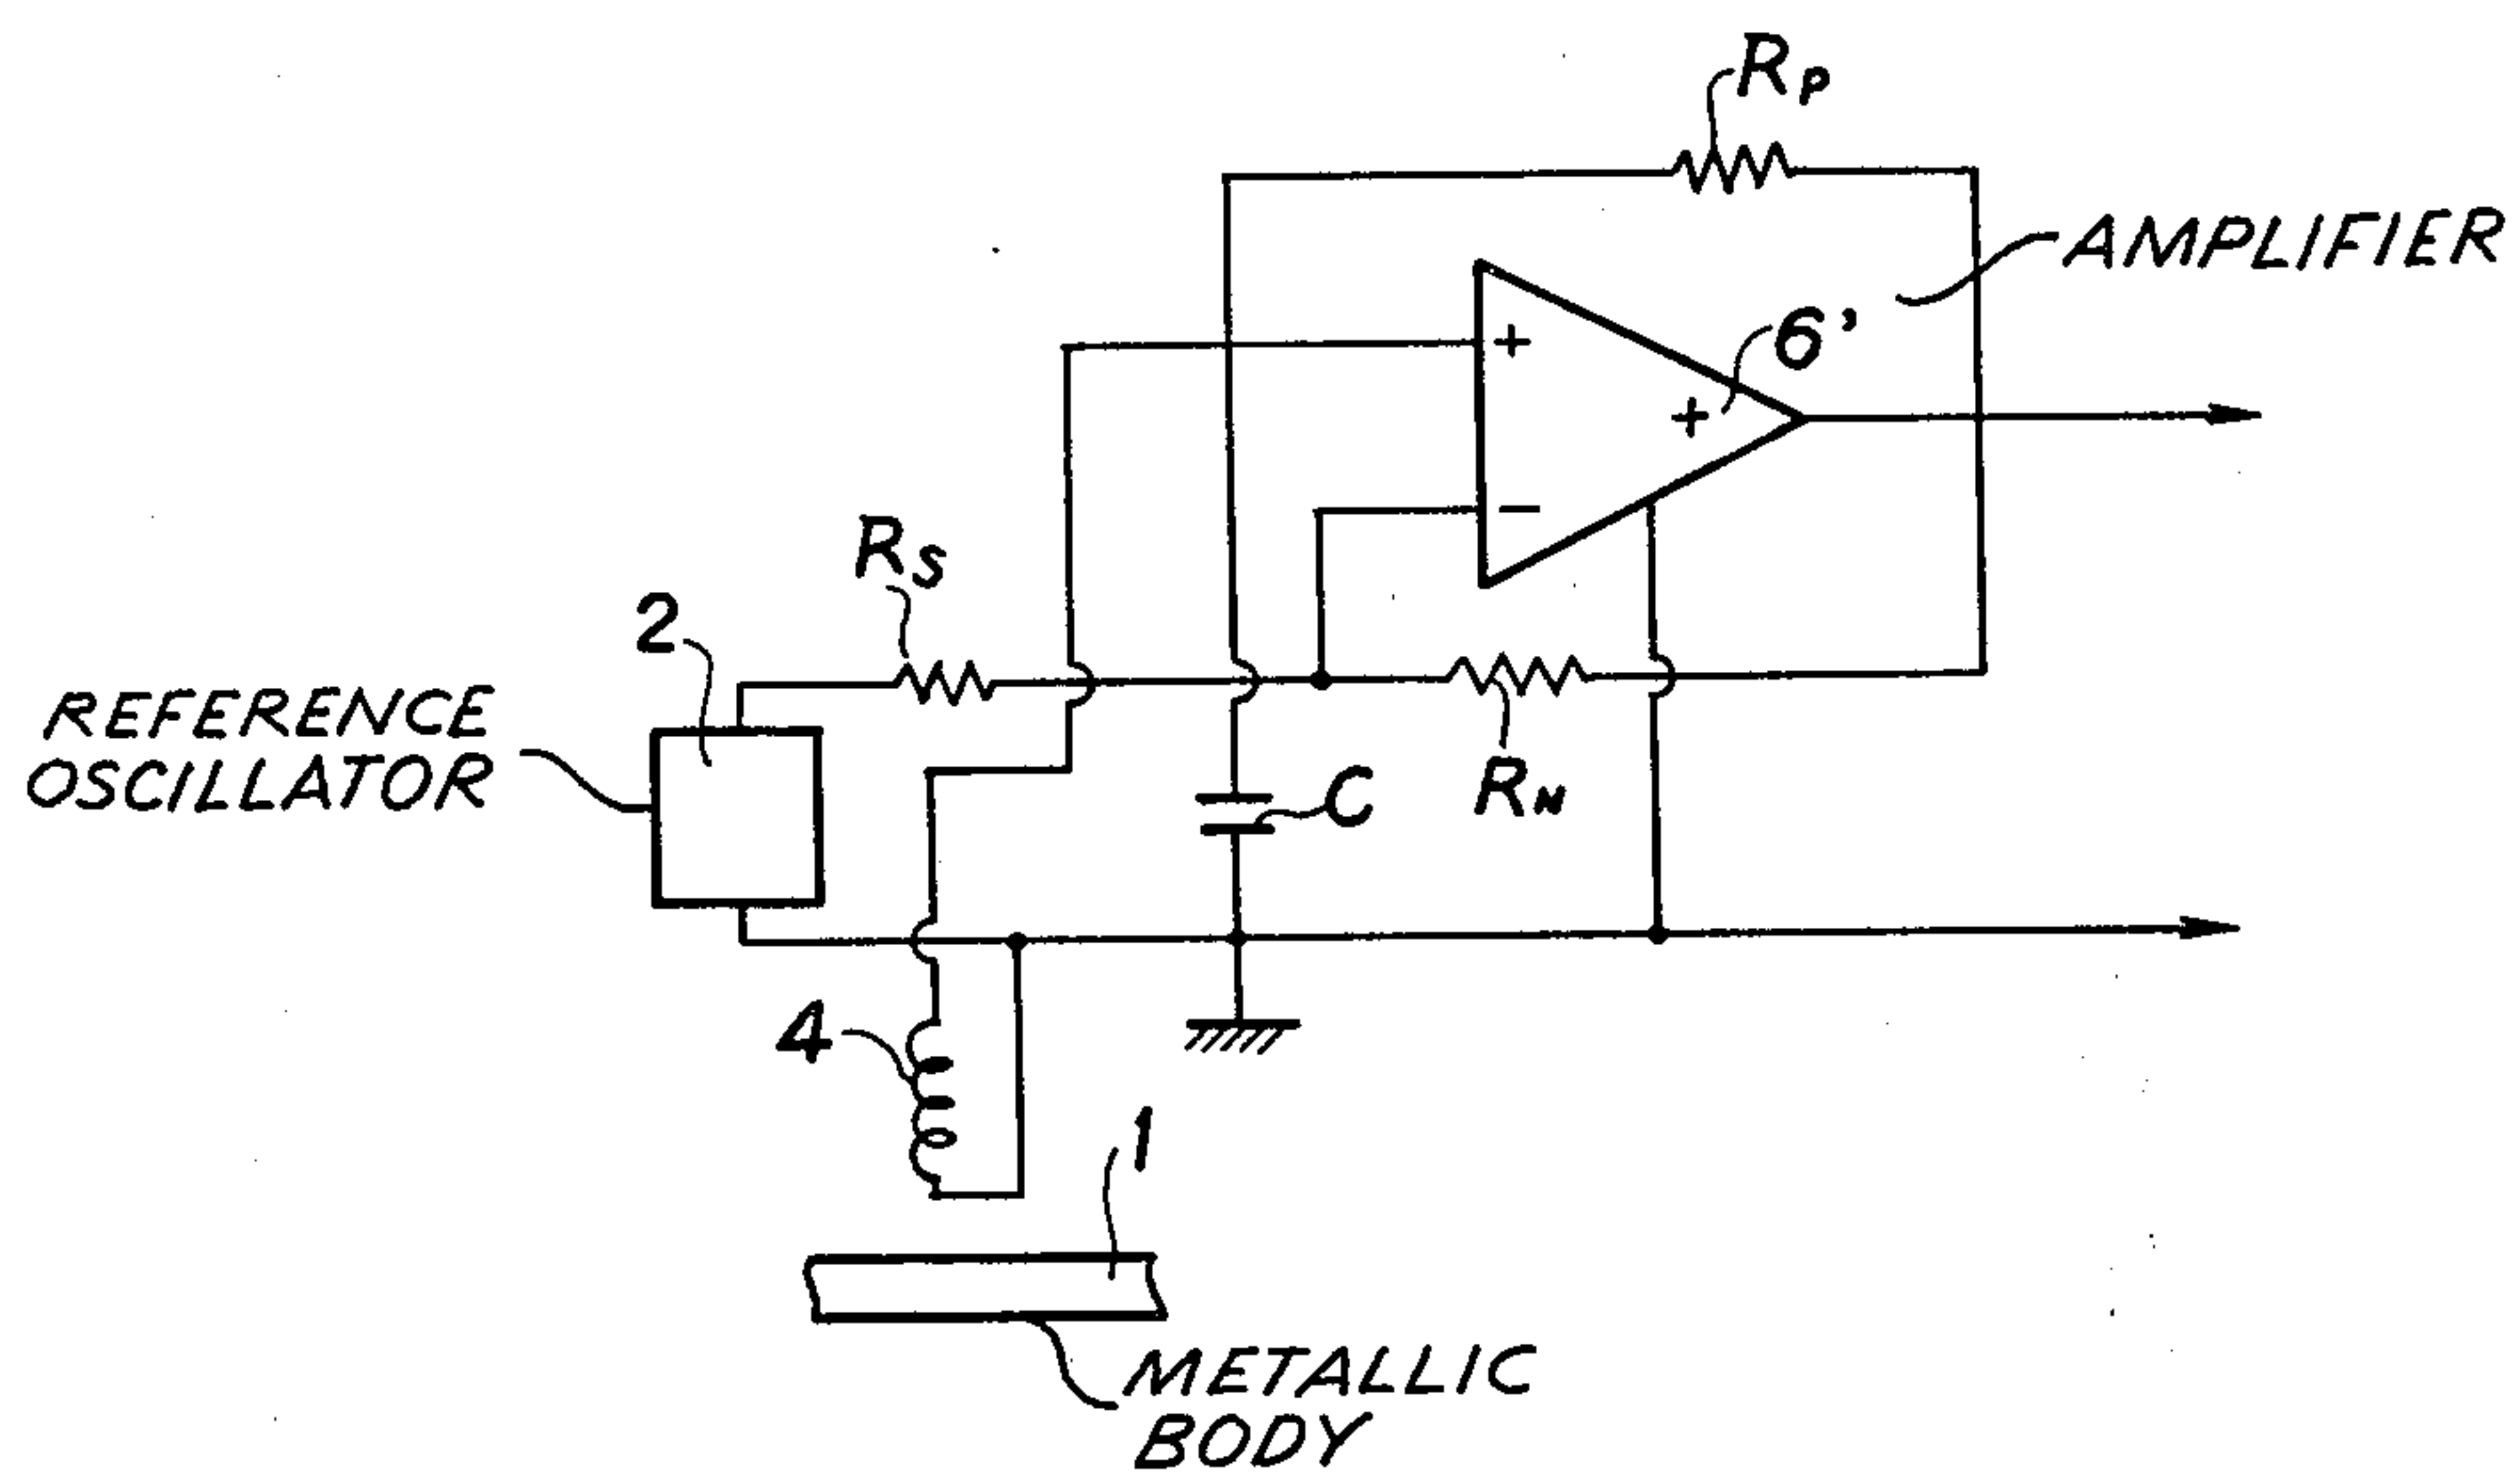 Rp
AMPLIFIER
6'
+
+
−
Rs
2
REFERENCE
OSCILLATOR
C
RN
4
1
METALLIC
BODY